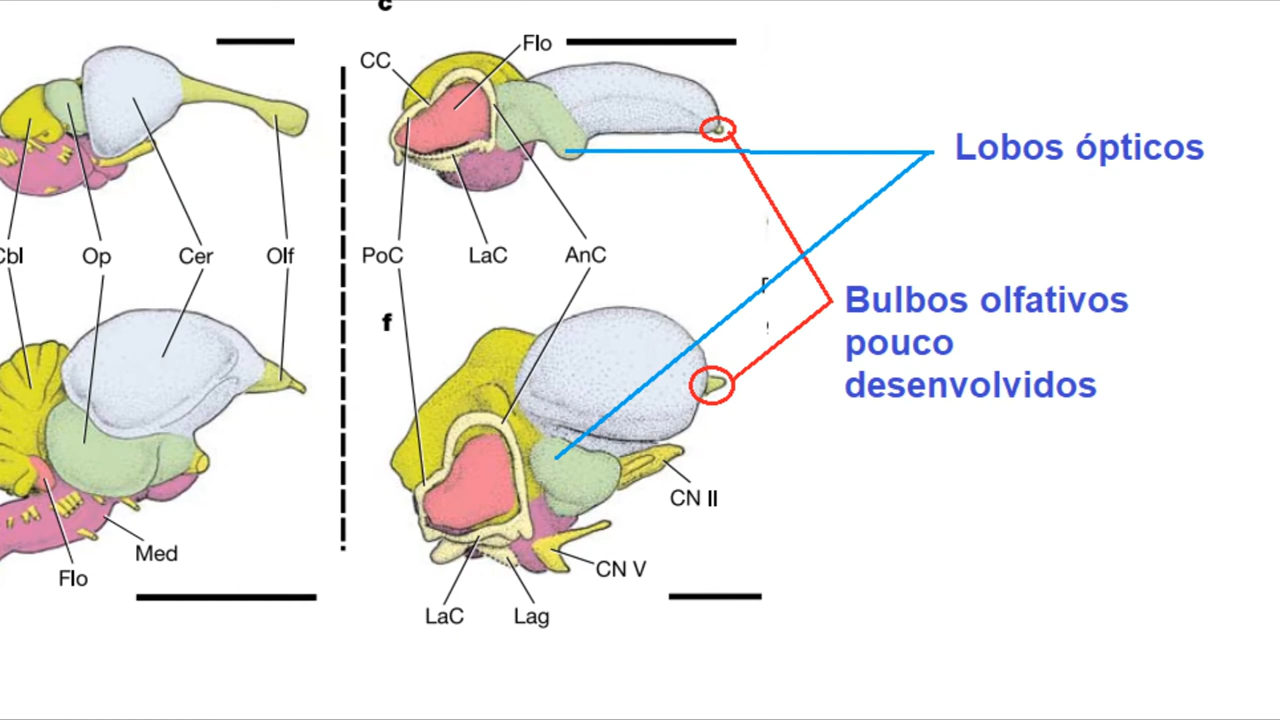 c
Flo
CC
Lobos ópticos
Cbl
Op
Cer
Olf
PoC
LaC
AnC
Bulbos olfativos
pouco
desenvolvidos
f
CN II
Med
Flo
CN V
LaC
Lag